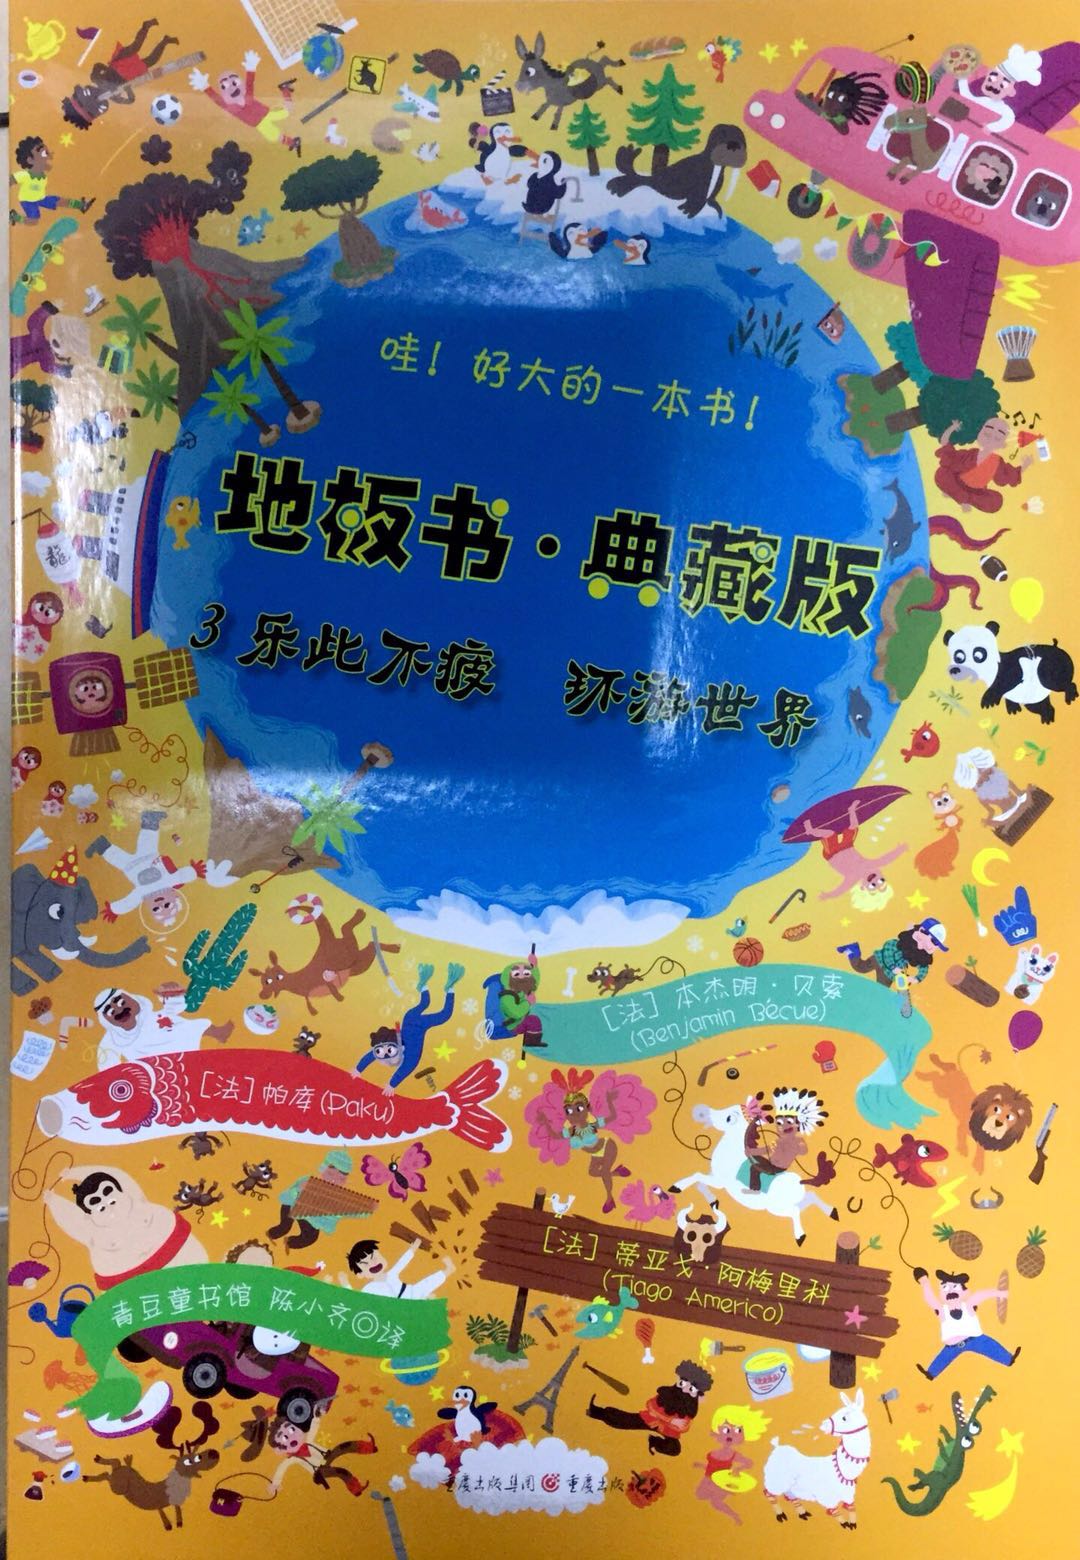 哇！好大的一本书！
地板书·典藏版
3 乐此不疲 环游世界
［法］本杰明·贝索
(Benjamin Bécue)
［法］帕库(Paku)
［法］蒂亚戈·阿梅里科
(Tiago Americo)
青豆童书馆 陈小齐◎译
重庆出版集团 重庆出版社